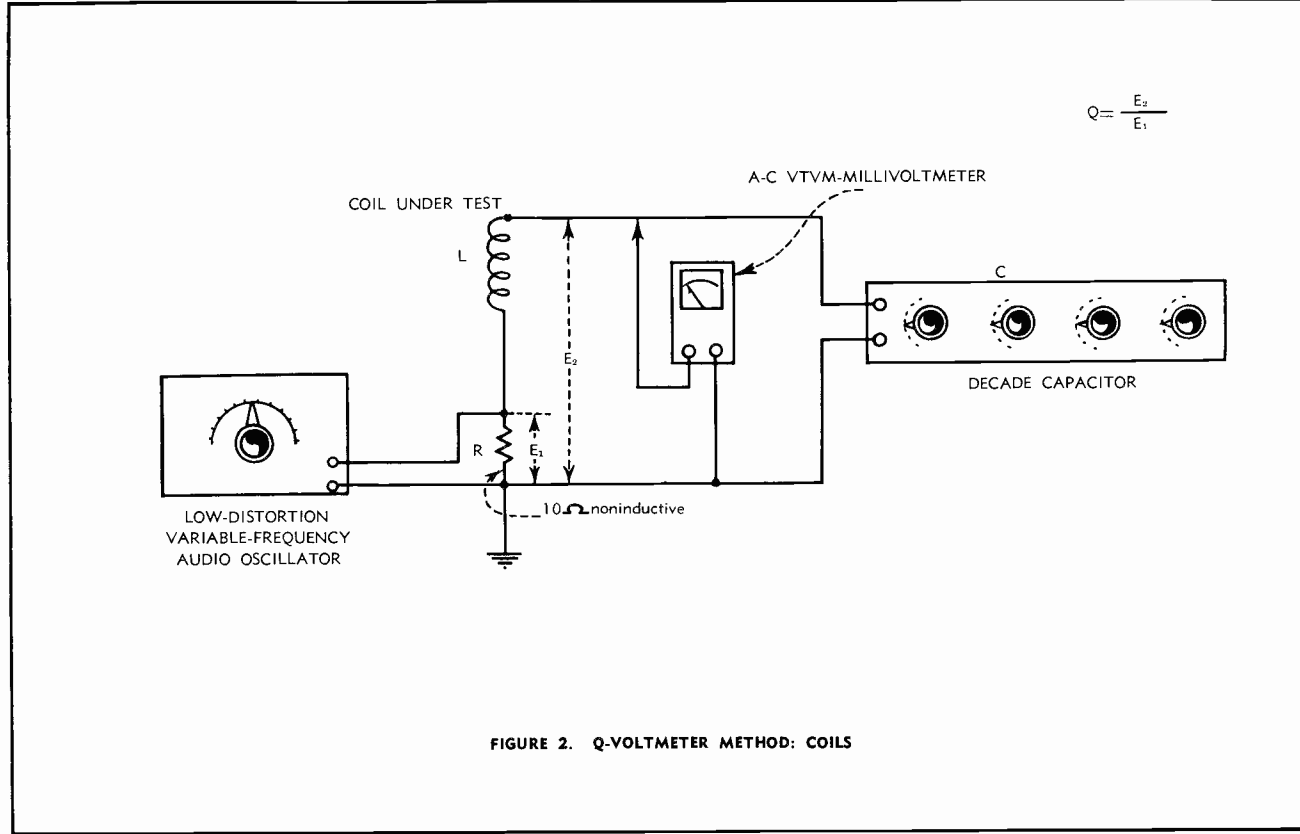 Q= E₂
E₁
A-C VTVM-MILLIVOLTMETER
COIL UNDER TEST
L
C
E₂
DECADE CAPACITOR
R
E₁
10Ω noninductive
LOW-DISTORTION
VARIABLE-FREQUENCY
AUDIO OSCILLATOR
FIGURE 2. Q-VOLTMETER METHOD: COILS